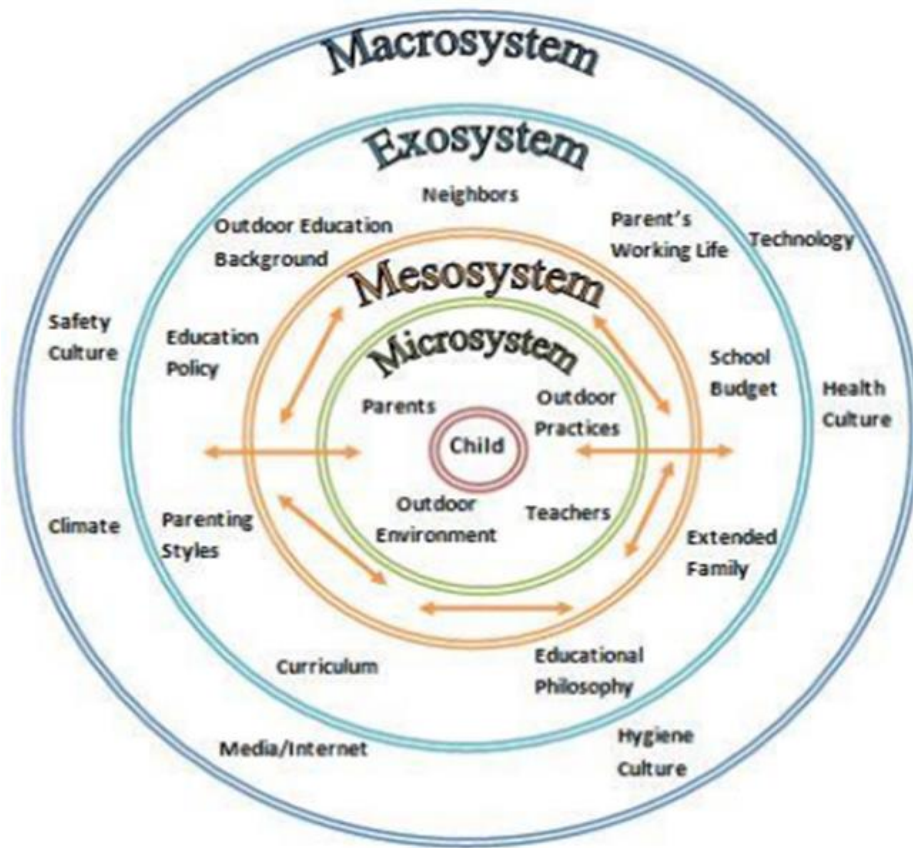 Macrosystem
Exosystem
Neighbors
Outdoor Education
Background
Parent's
Working Life
Technology
Mesosystem
Safety
Culture
Education
Policy
Microsystem
School
Budget
Health
Culture
Parents
Outdoor
Practices
Child
Outdoor
Environment
Teachers
Climate
Parenting
Styles
Extended
Family
Curriculum
Educational
Philosophy
Media/Internet
Hygiene
Culture